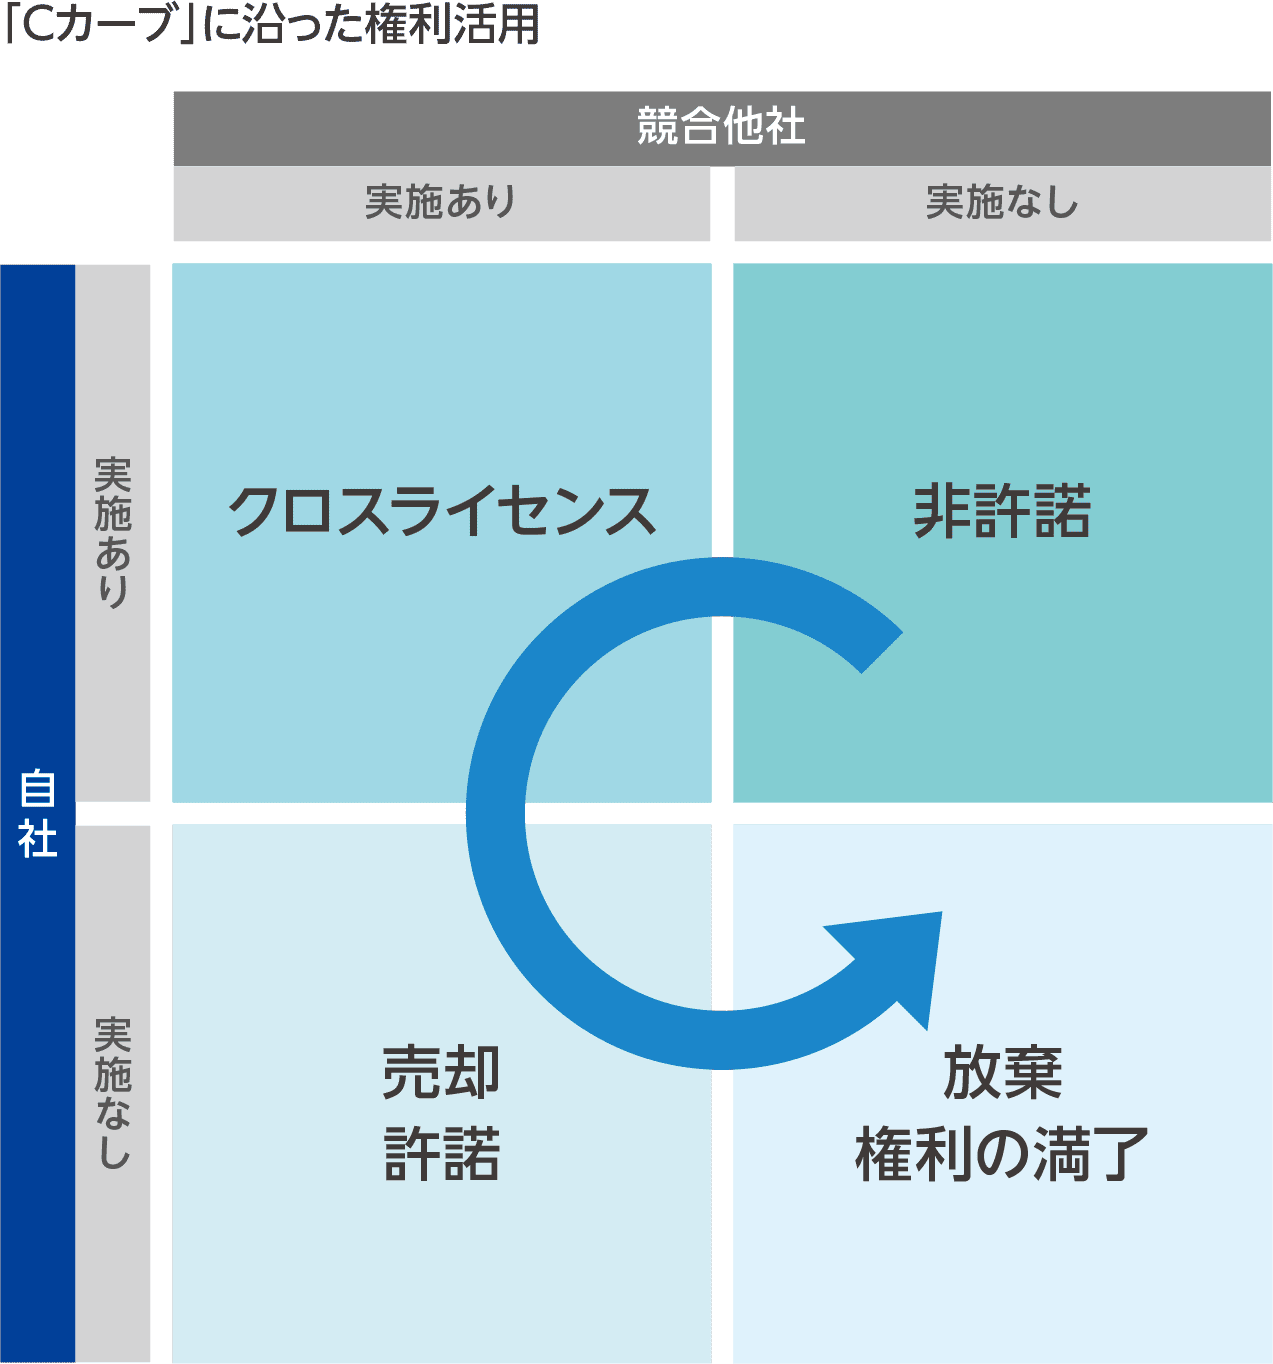 「Cカーブ」に沿った権利活用
競合他社
実施あり
実施なし
自社
実施あり
クロスライセンス
非許諾
実施なし
売却
許諾
放棄
権利の満了